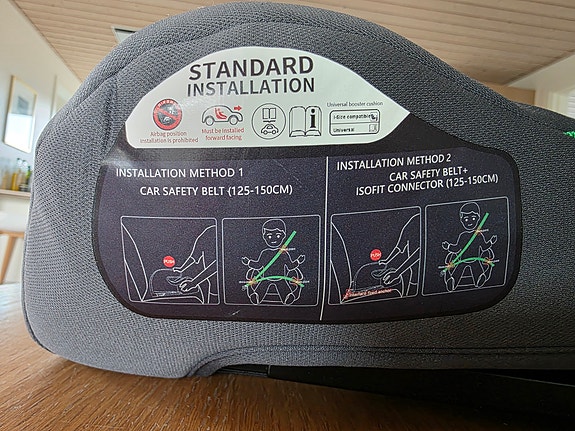 STANDARD
INSTALLATION
Universal booster cushion
i-Size compatible
Universal
Airbag position
installation is prohibited
Must be installed
forward facing
INSTALLATION METHOD 1
CAR SAFETY BELT (125-150CM)
PUSH
INSTALLATION METHOD 2
CAR SAFETY BELT+
ISOFIT CONNECTOR (125-150CM)
PUSH